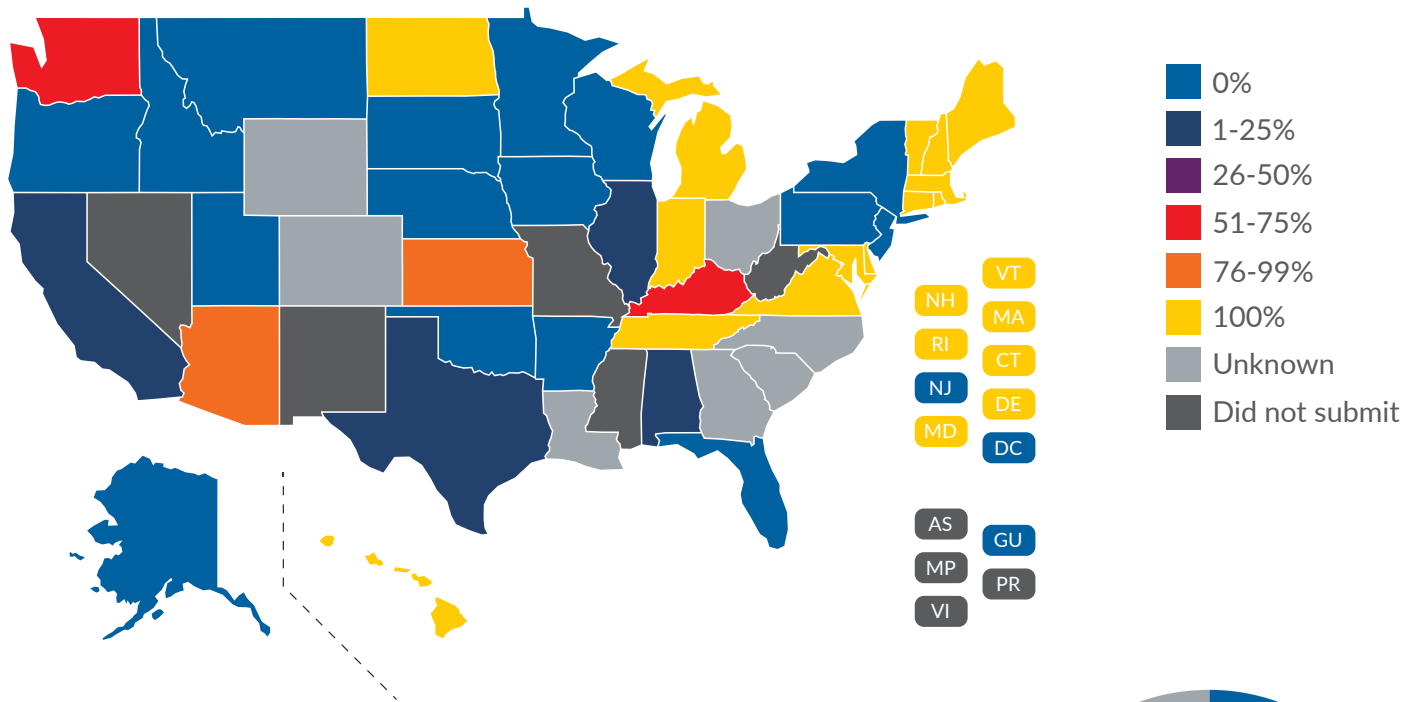 0%
1-25%
26-50%
51-75%
76-99%
100%
Unknown
Did not submit
VT
NH
MA
RI
CT
NJ
DE
MD
DC
AS
GU
MP
PR
VI